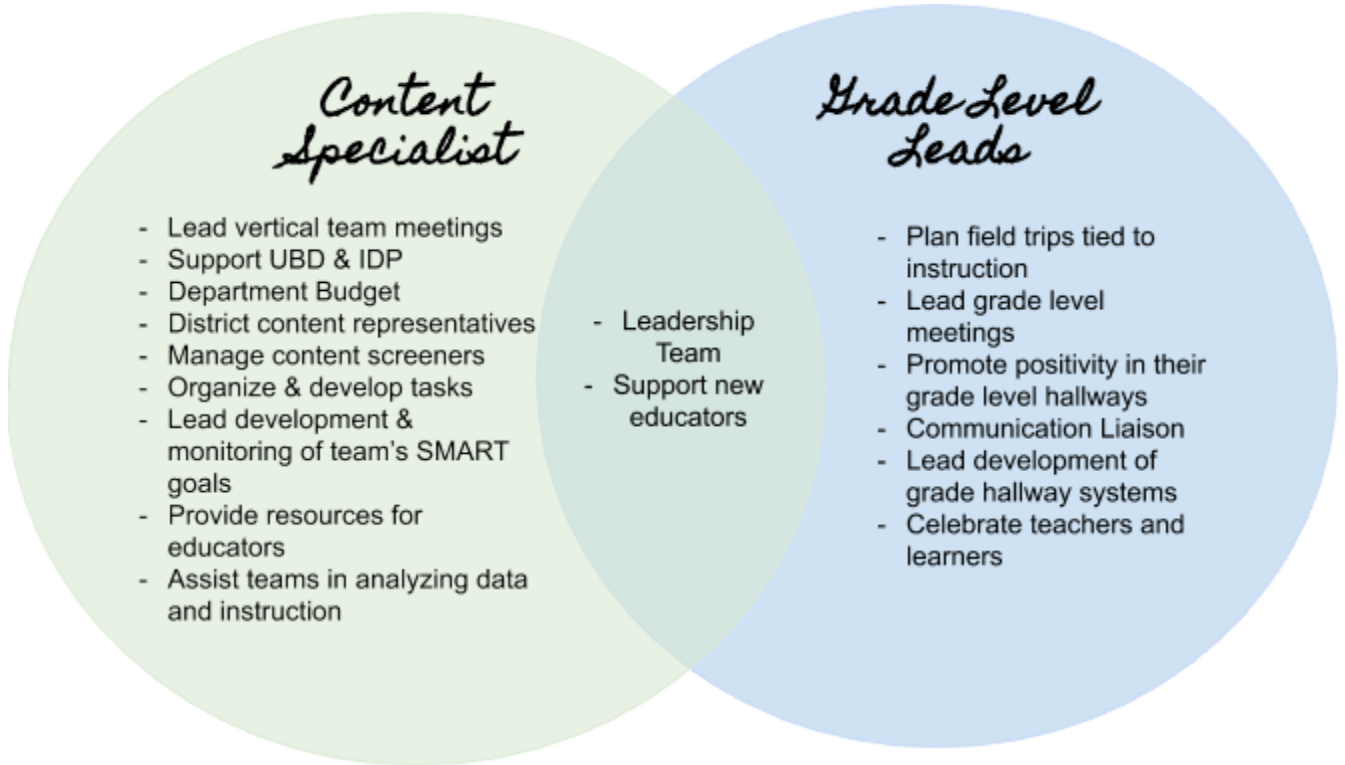 Content
Specialist
- Lead vertical team meetings
- Support UBD & IDP
- Department Budget
- District content representatives
- Manage content screeners
- Organize & develop tasks
- Lead development &
monitoring of team's SMART
goals
- Provide resources for
educators
- Assist teams in analyzing data
and instruction
- Leadership
Team
- Support new
educators
Grade Level
Leads
- Plan field trips tied to
instruction
- Lead grade level
meetings
- Promote positivity in their
grade level hallways
- Communication Liaison
- Lead development of
grade hallway systems
- Celebrate teachers and
learners